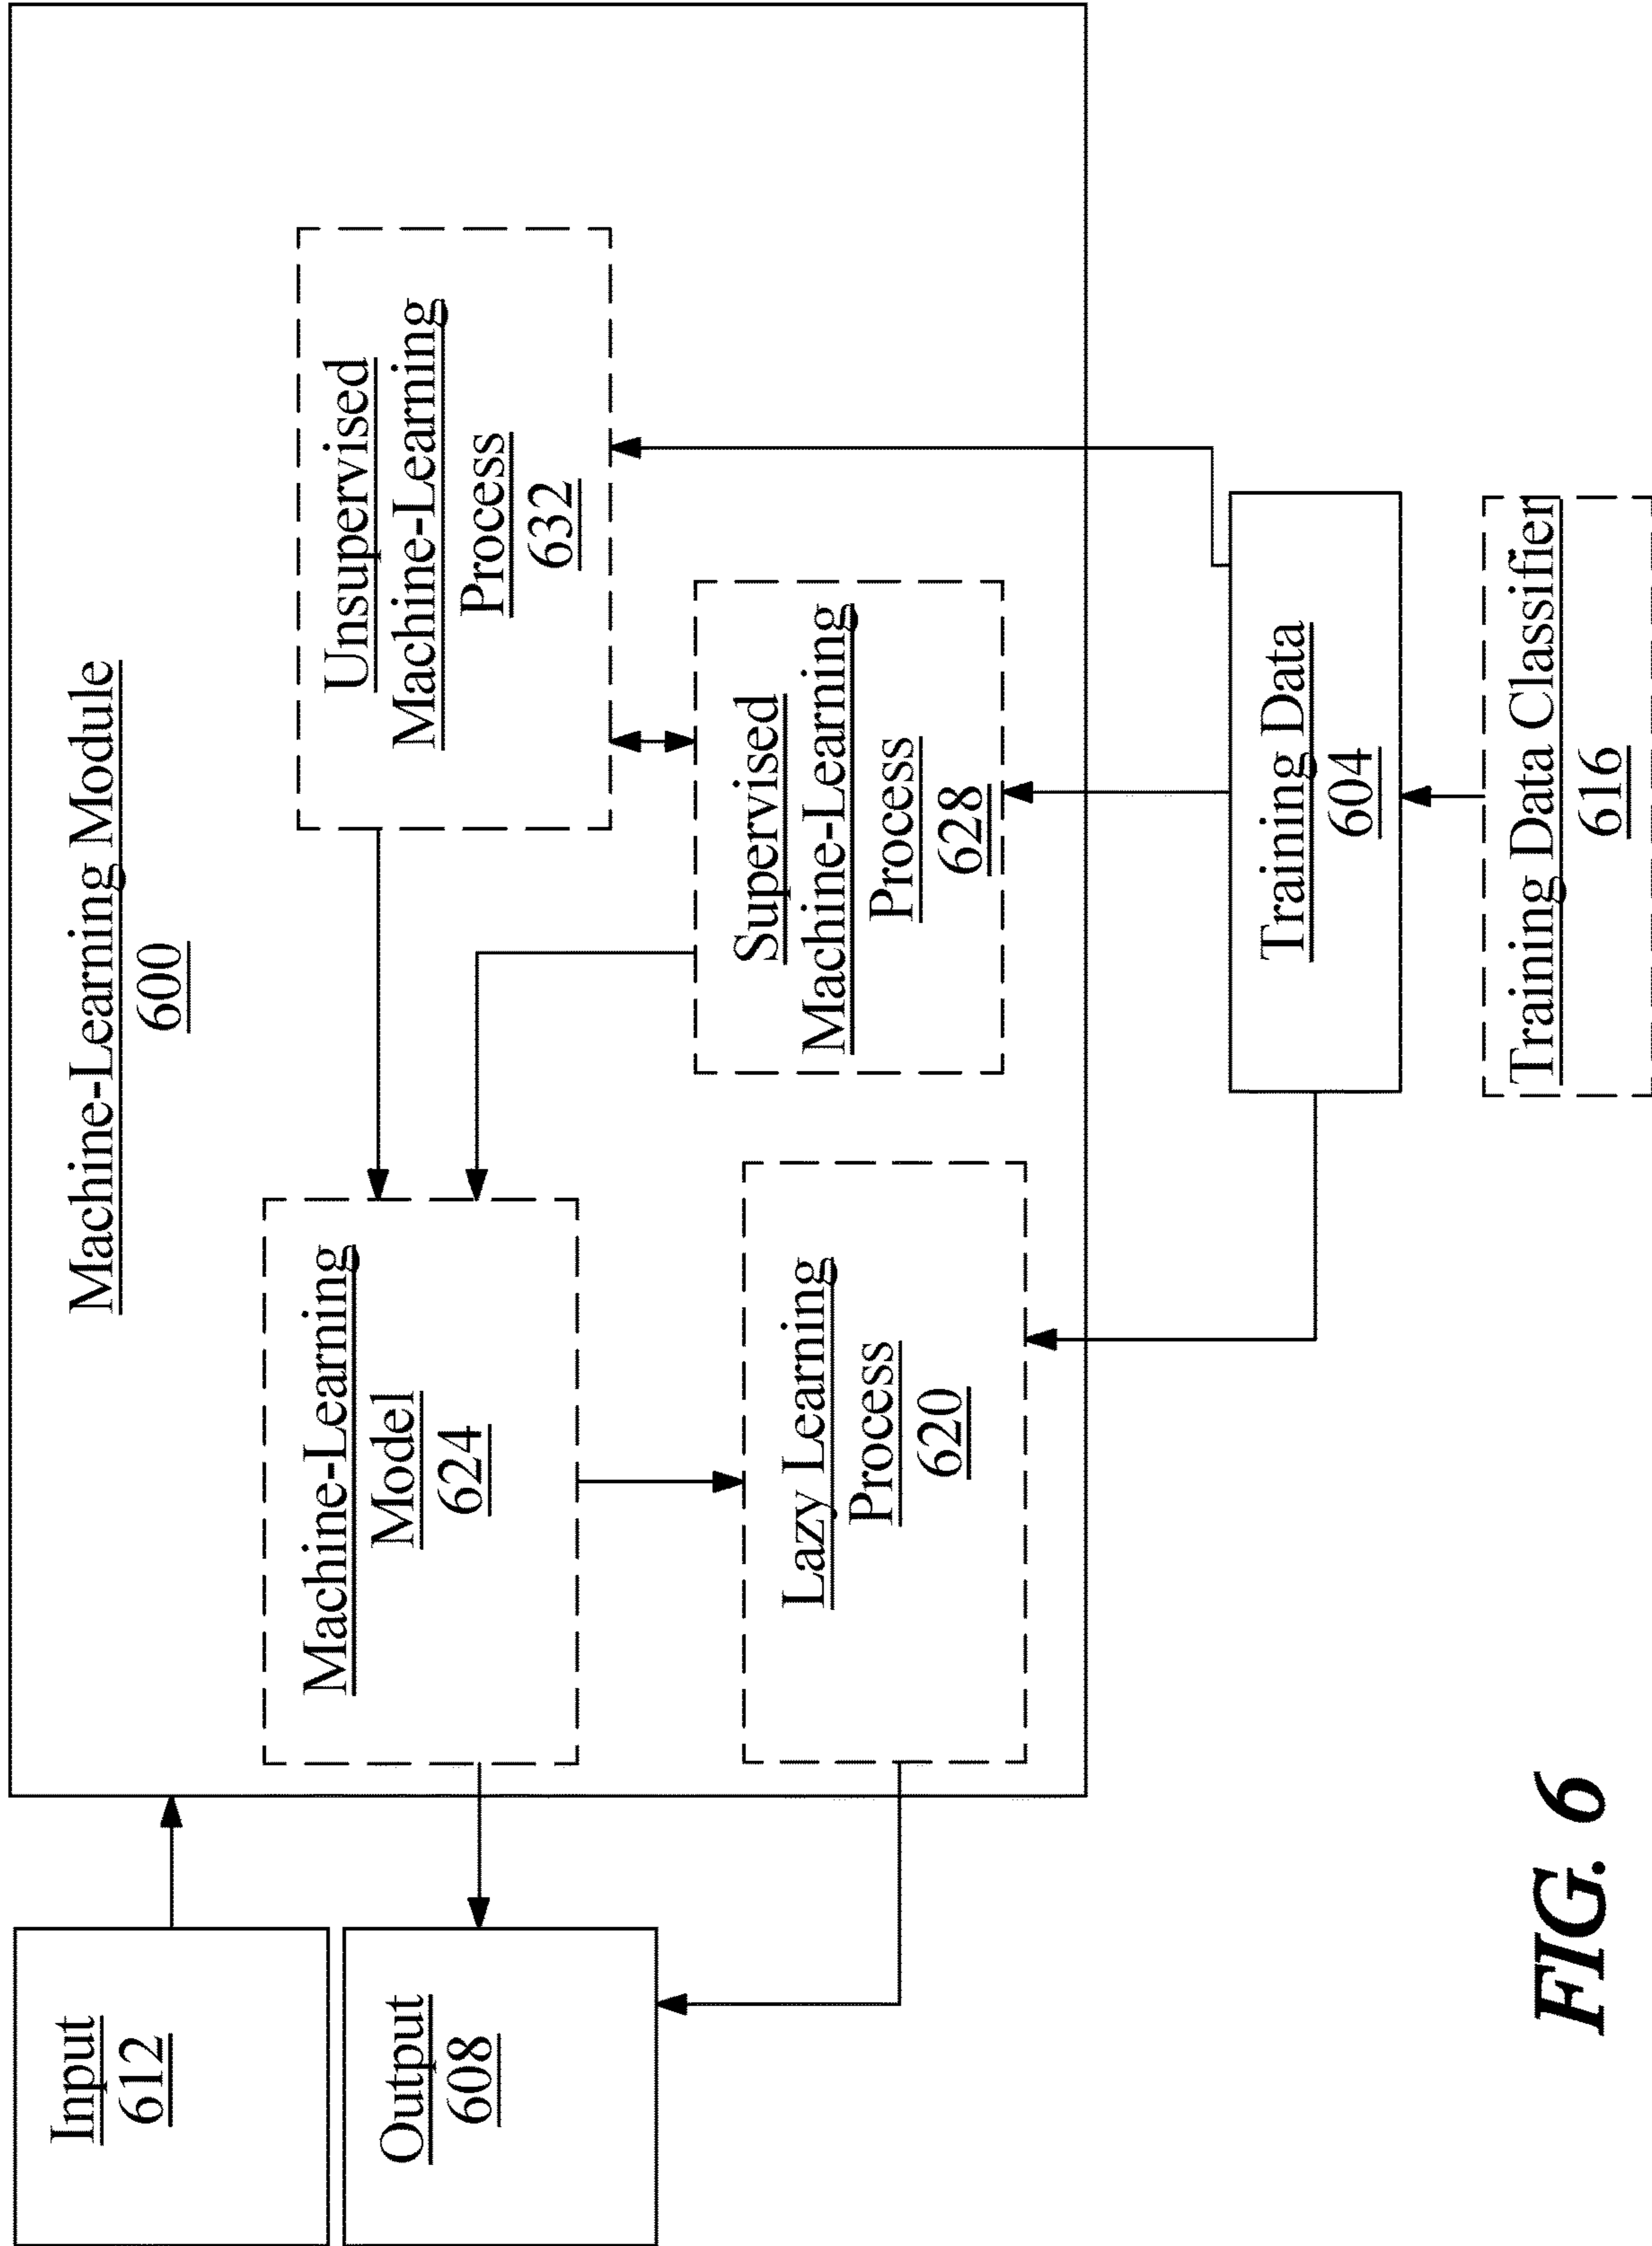 Machine-Learning Module
600
Input
612
Output
608
Machine-Learning
Model
624
Unsupervised
Machine-Learning
Process
632
Lazy Learning
Process
620
Supervised
Machine-Learning
Process
628
Training Data
604
Training Data Classifier
616
FIG. 6